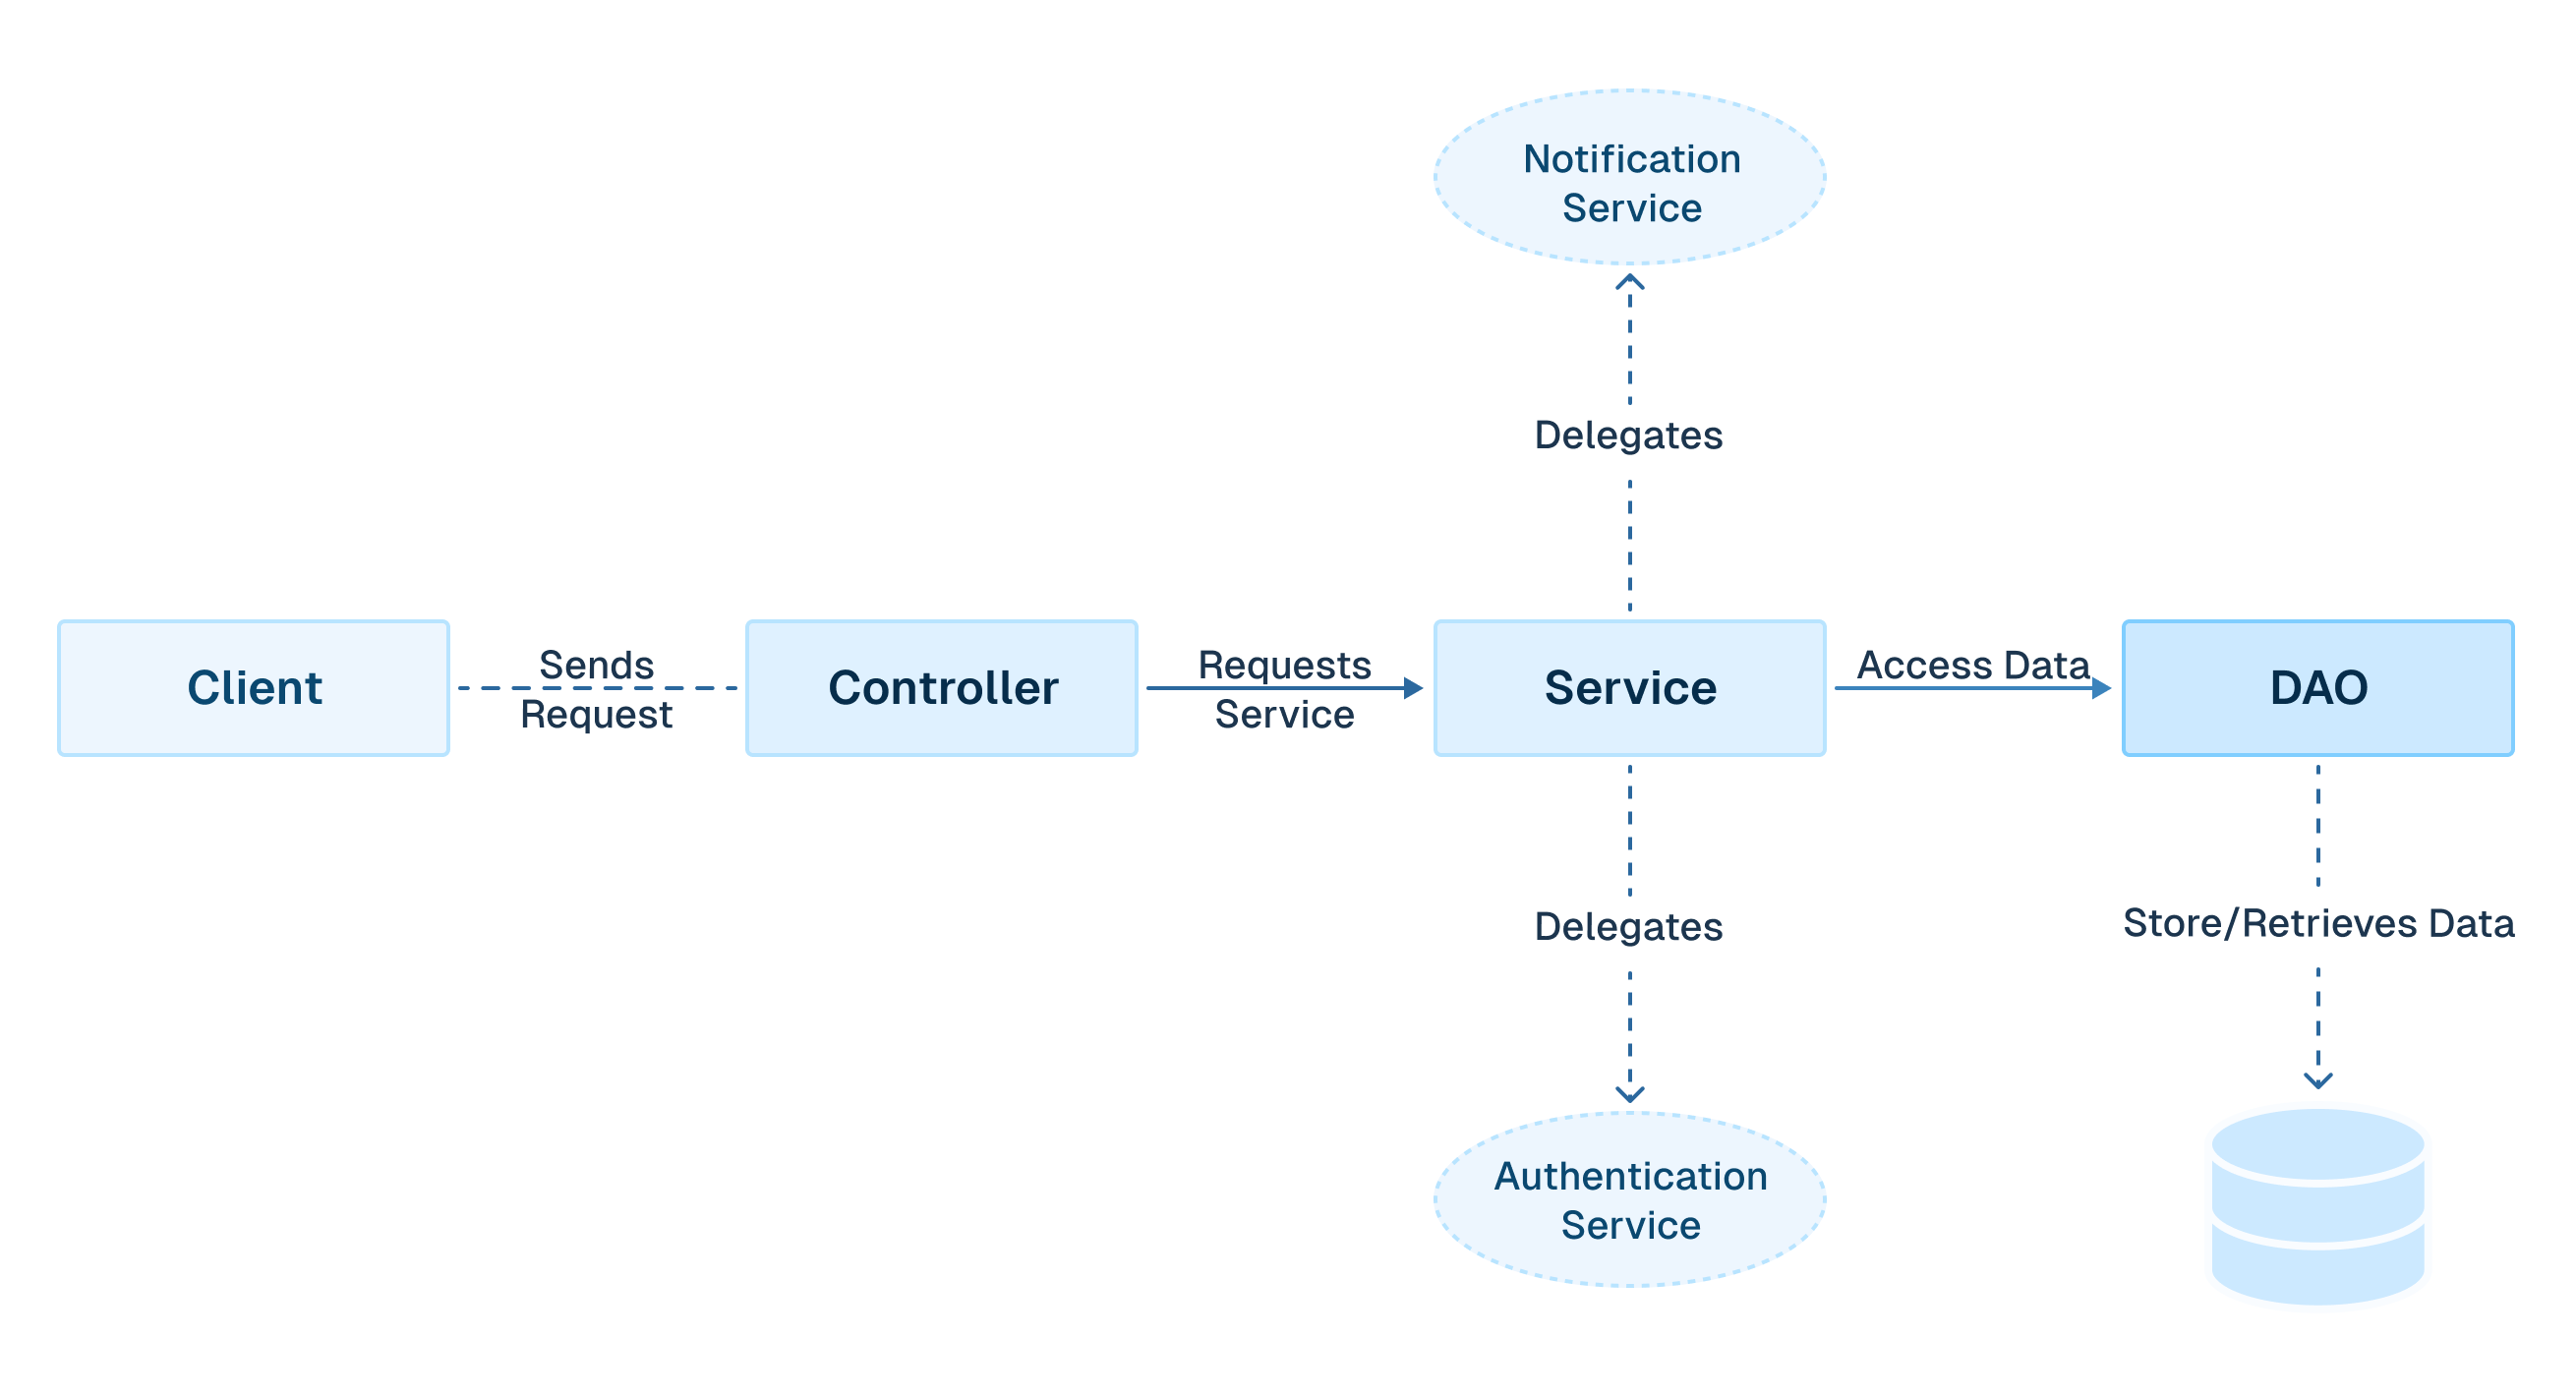 Notification
Service
Delegates
Client
Sends
Request
Controller
Requests
Service
Service
Access Data
DAO
Delegates
Store/Retrieves Data
Authentication
Service